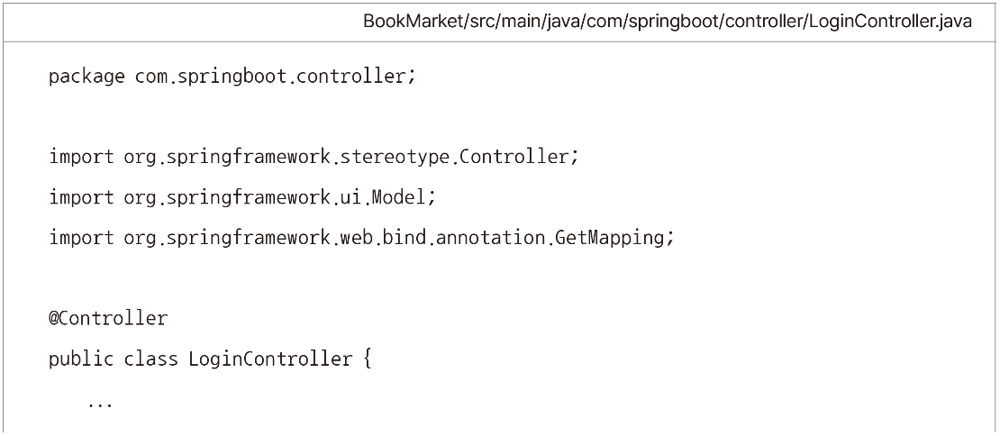 BookMarket/src/main/java/com/springboot/controller/LoginController.java
package com.springboot.controller;
import org.springframework.stereotype.Controller;
import org.springframework.ui.Model;
import org.springframework.web.bind.annotation.GetMapping;
@Controller
public class LoginController {
...